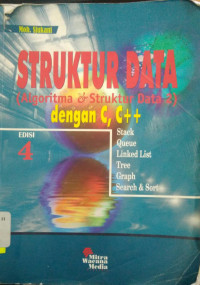 Moh. Sjukani
STRUKTUR DATA
(Algoritma & Struktur Data 2)
dengan C, C++
EDISI
4
Stack
Queue
Linked List
Tree
Graph
Search & Sort
Mitra
Wacana
Media